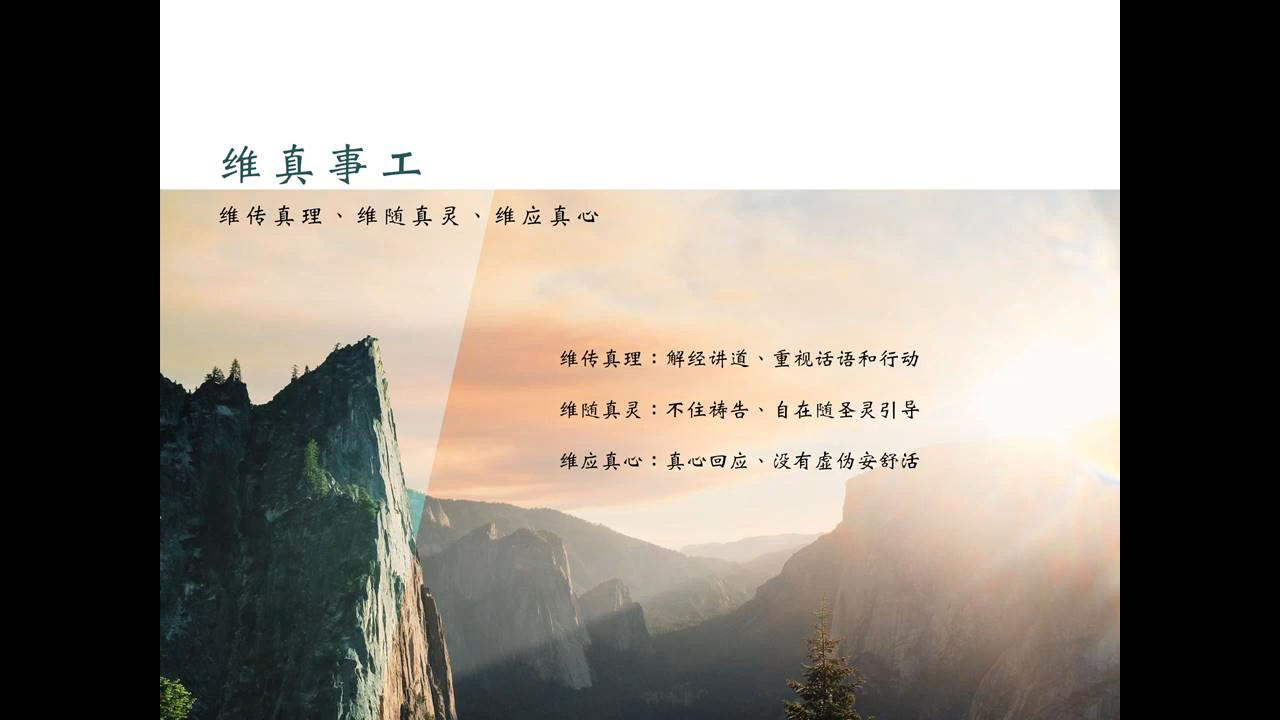 维真事工
维传真理、维随真灵、维应真心
维传真理：解经讲道、重视话语和行动
维随真灵：不住祷告、自在随圣灵引导
维应真心：真心回应、没有虚伪安舒活